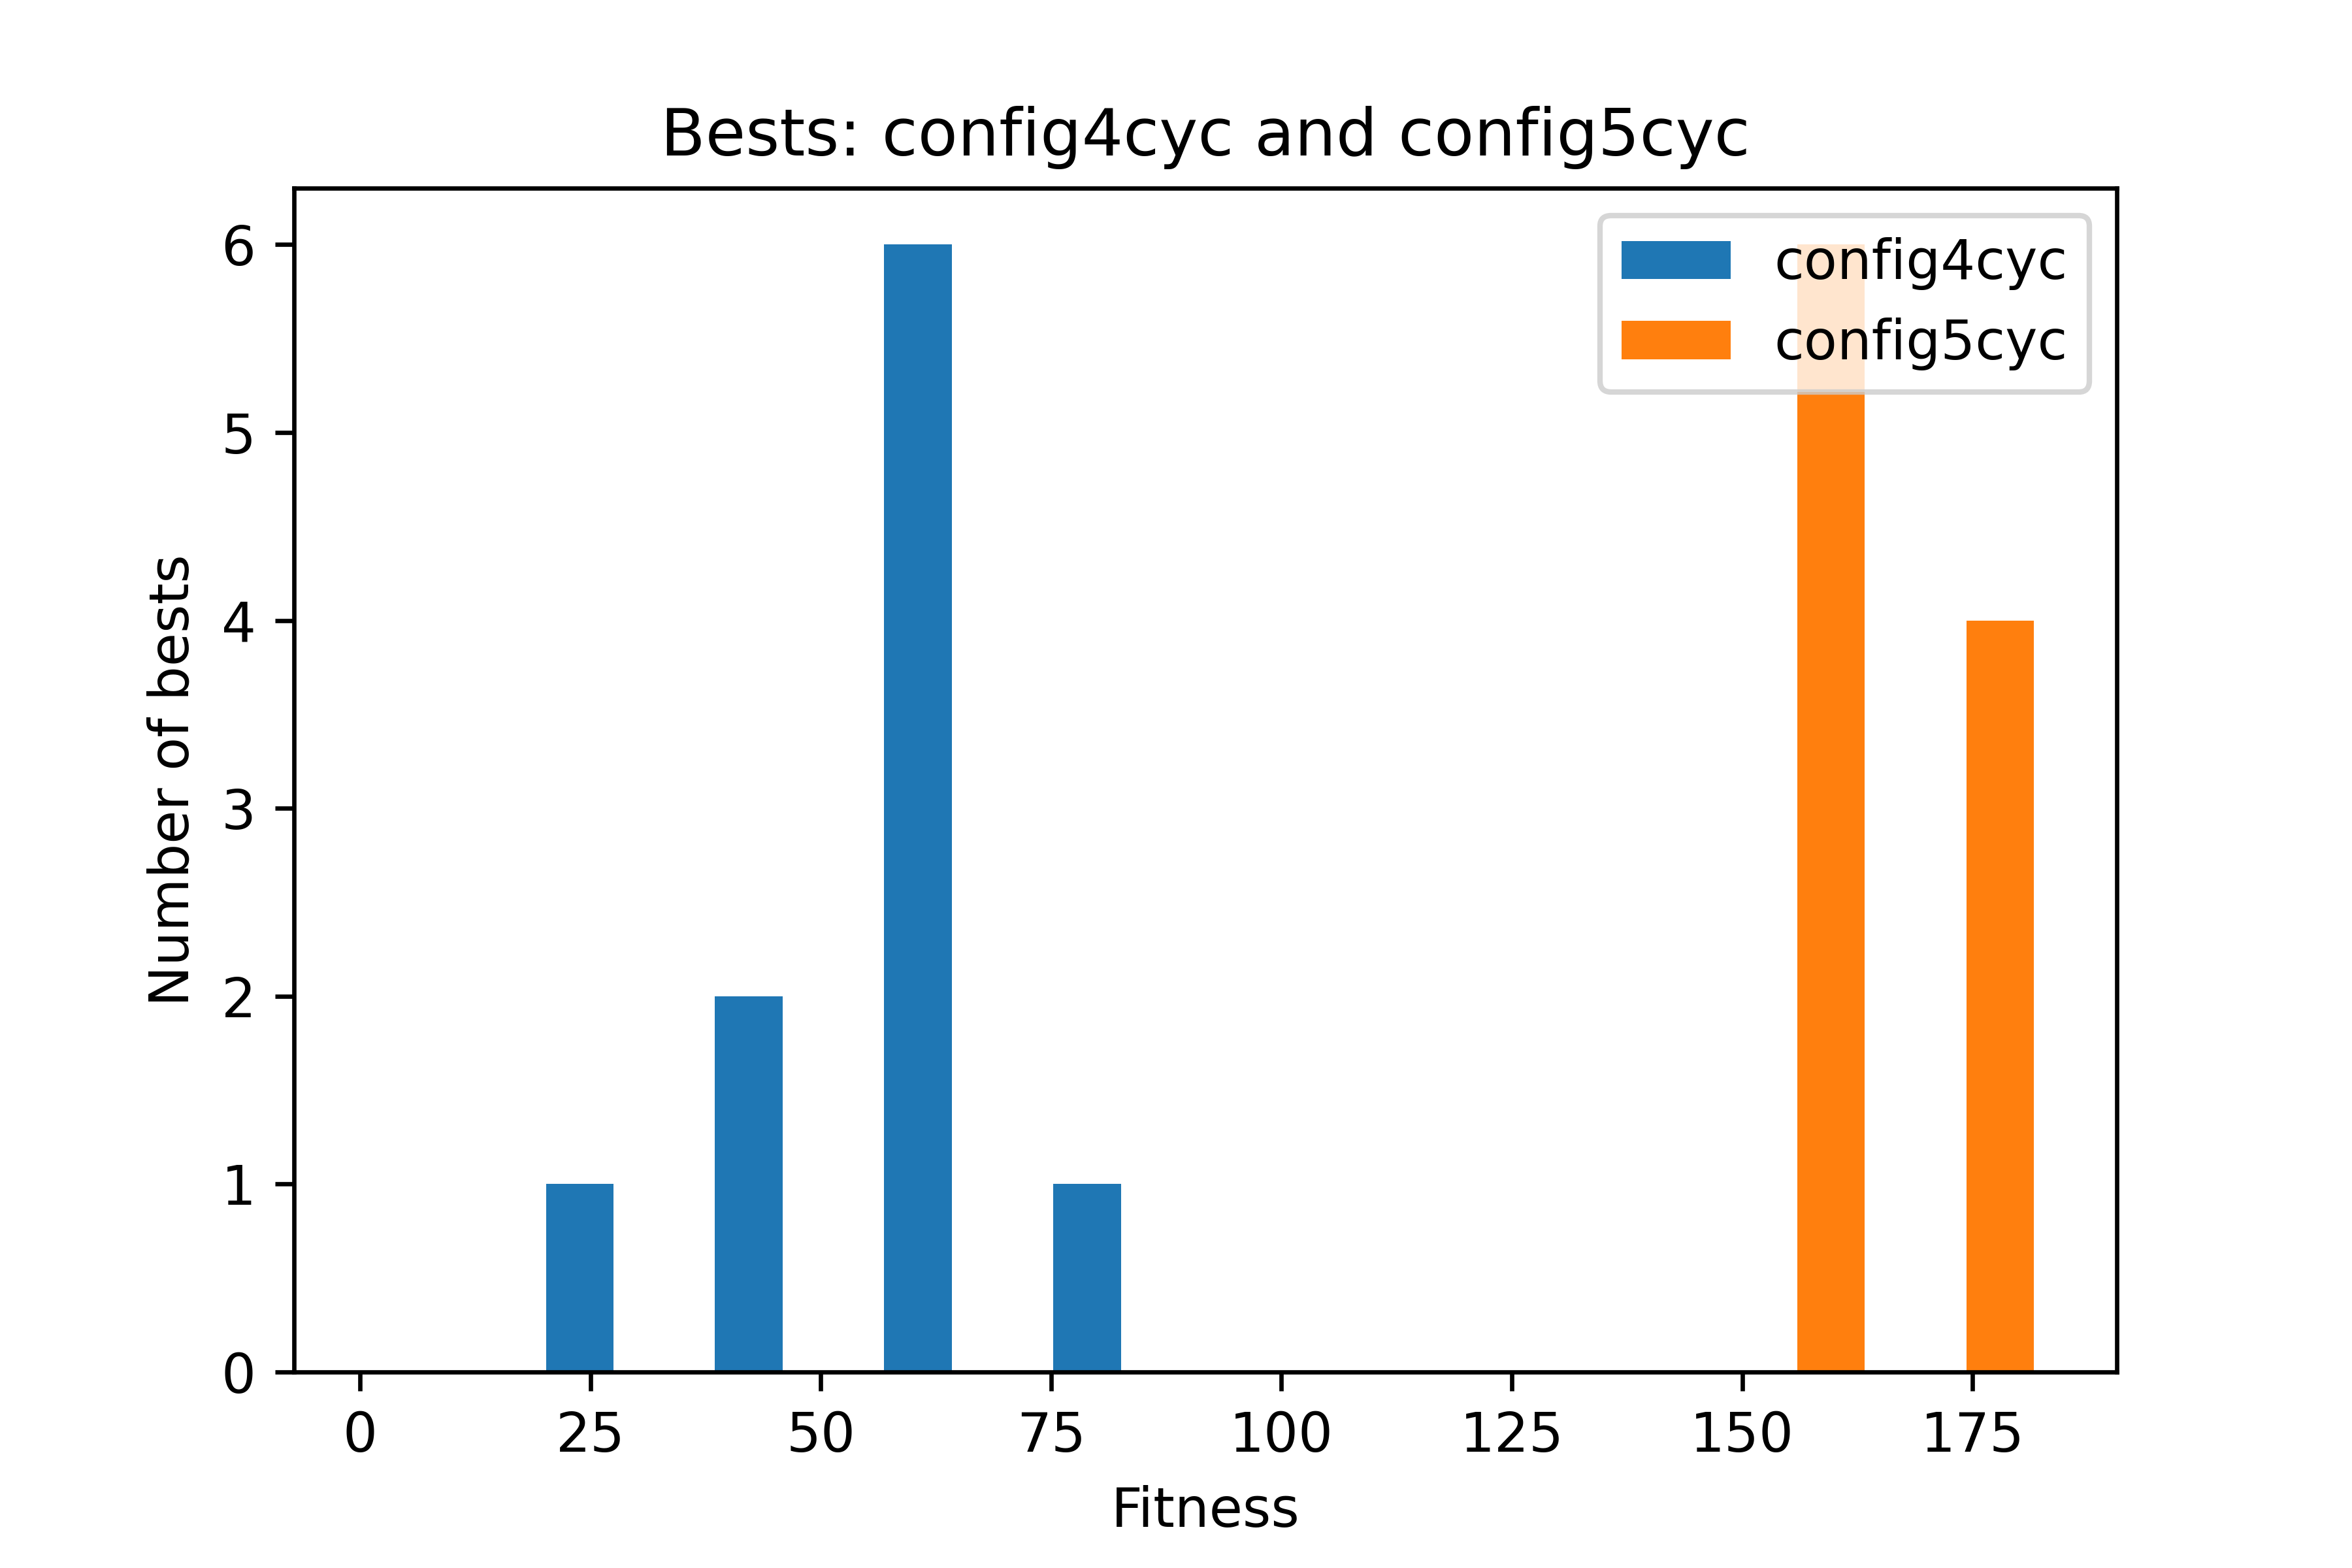 Bests: config4cyc and config5cyc
config4cyc
config5cyc
6
5
4
3
2
1
0
Number of bests
0 25 50 75 100 125 150 175
Fitness